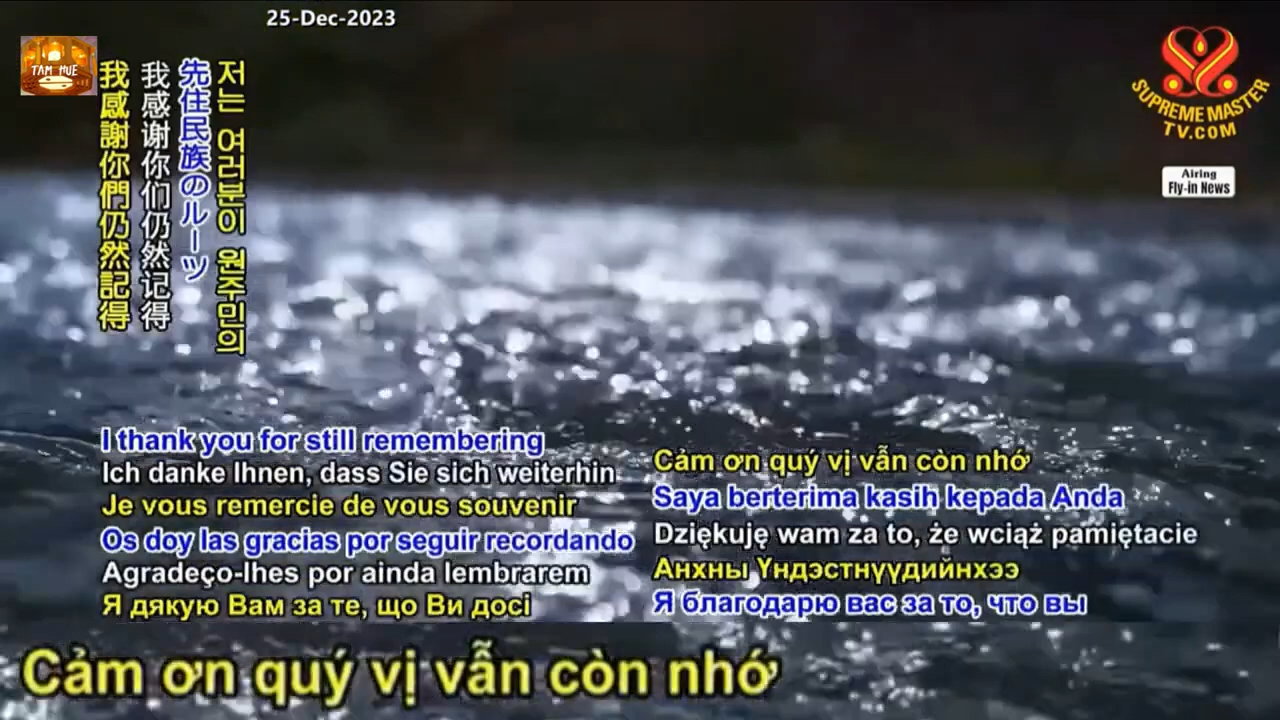 25-Dec-2023
TAM HUE
我感謝你們仍然記得
我感谢你们仍然记得
先住民族のルーツ
저는 여러분이 원주민의
SUPREME MASTER
TV.COM
Airing
Fly-in News
I thank you for still remembering
Ich danke Ihnen, dass Sie sich weiterhin
Je vous remercie de vous souvenir
Os doy las gracias por seguir recordando
Agradeço-lhes por ainda lembrarem
Я дякую Вам за те, що Ви досі
Cảm ơn quý vị vẫn còn nhớ
Saya berterima kasih kepada Anda
Dziękuję wam za to, że wciąż pamiętacie
Анхны Үндэстнүүдийнхээ
Я благодарю вас за то, что вы
Cảm ơn quý vị vẫn còn nhớ